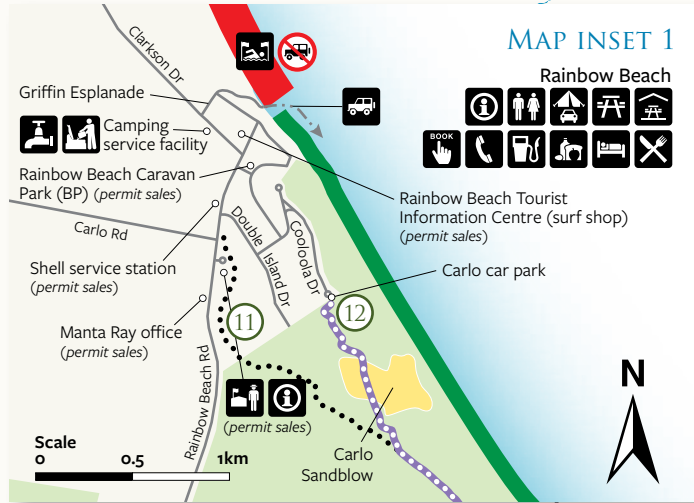 MAP INSET 1
Rainbow Beach
BOOK
Clarkson Dr
Griffin Esplanade
Camping
service facility
Rainbow Beach Caravan
Park (BP) (permit sales)
Carlo Rd
Shell service station
(permit sales)
Manta Ray office
(permit sales)
Rainbow Beach Rd
Double
Island Dr
Cooloola Dr
Rainbow Beach Tourist
Information Centre (surf shop)
(permit sales)
Carlo car park
11
12
(permit sales)
Carlo
Sandblow
N
Scale
0 0.5 1km